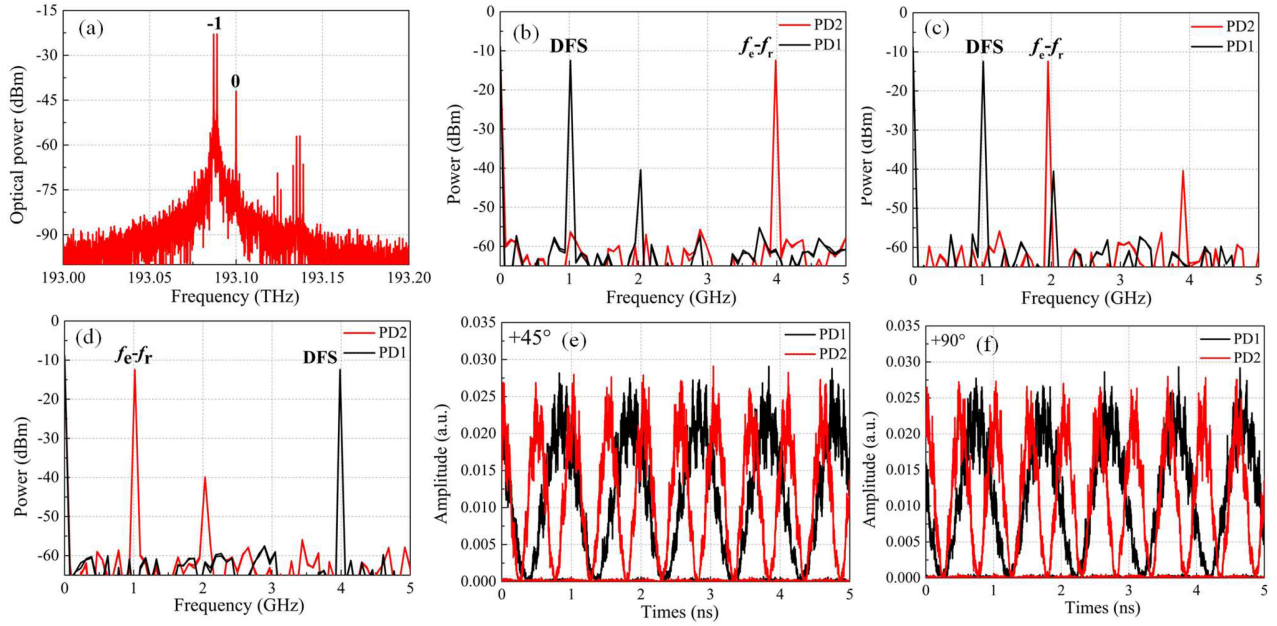 (a)
-1
0
Optical power (dBm)
-15
-30
-45
-60
-75
-90
193.00
193.05
193.10
193.15
193.20
Frequency (THz)
(b)
DFS
fe-fr
PD2
PD1
Power (dBm)
0
-10
-20
-30
-40
-50
-60
0
1
2
3
4
5
Frequency (GHz)
(c)
DFS
fe-fr
PD2
PD1
Power (dBm)
0
-10
-20
-30
-40
-50
-60
0
1
2
3
4
5
Frequency (GHz)
(d)
fe-fr
DFS
PD2
PD1
Power (dBm)
0
-10
-20
-30
-40
-50
-60
0
1
2
3
4
5
Frequency (GHz)
+45° (e)
PD1
PD2
Amplitude (a.u.)
0.035
0.030
0.025
0.020
0.015
0.010
0.005
0.000
0
1
2
3
4
5
Times (ns)
+90° (f)
PD1
PD2
Amplitude (a.u.)
0.035
0.030
0.025
0.020
0.015
0.010
0.005
0.000
0
1
2
3
4
5
Times (ns)